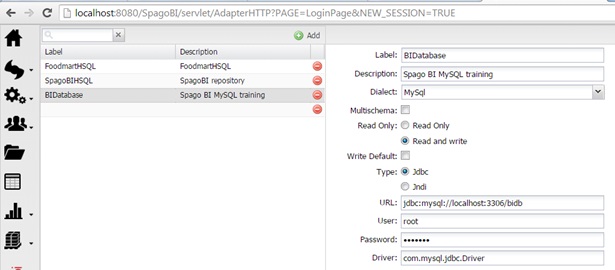 localhost:8080/SpagoBI/servlet/AdapterHTTP?PAGE=LoginPage&NEW_SESSION=TRUE
Add
Label Description
FoodmartHSQL FoodmartHSQL
SpagoBIHSQL SpagoBI repository
BIDatabase Spago BI MySQL training
Label: BIDatabase
Description: Spago BI MySQL training
Dialect: MySql
Multischema:
Read Only: Read Only
Read and write
Write Default:
Type: Jdbc
Jndi
URL: jdbc:mysql://localhost:3306/bidb
User: root
Password: •••••••
Driver: com.mysql.jdbc.Driver